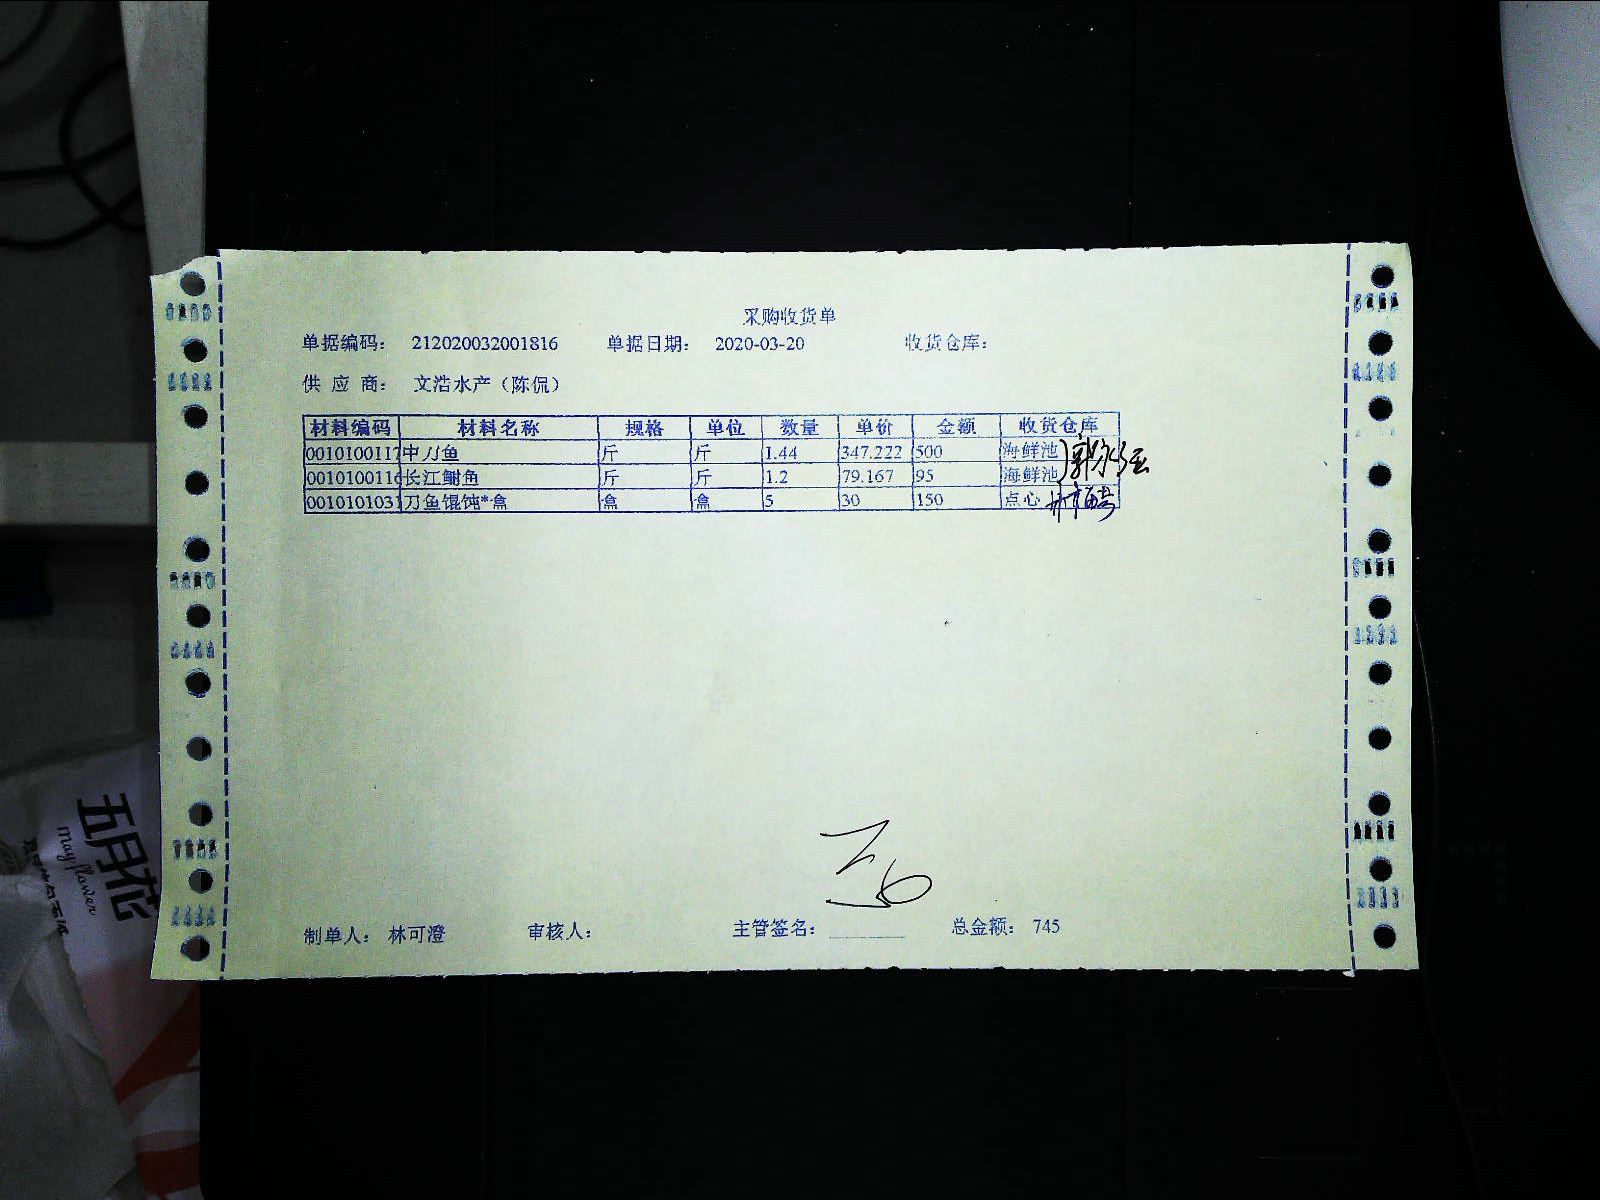 采购收货单
单据编码： 212020032001816 单据日期： 2020-03-20 收货仓库：
供 应 商： 文浩水产（陈侃）
材料编码 材料名称 规格 单位 数量 单价 金额 收货仓库
0010100117 中刀鱼 斤 斤 1.44 347.222 500 海鲜池
0010100116 长江鮰鱼 斤 斤 1.2 79.167 95 海鲜池
0010101031 刀鱼馄饨*盒 盒 盒 5 30 150 点心
制单人： 林可澄 审核人： 主管签名： 总金额： 745
五月花
Mayflower